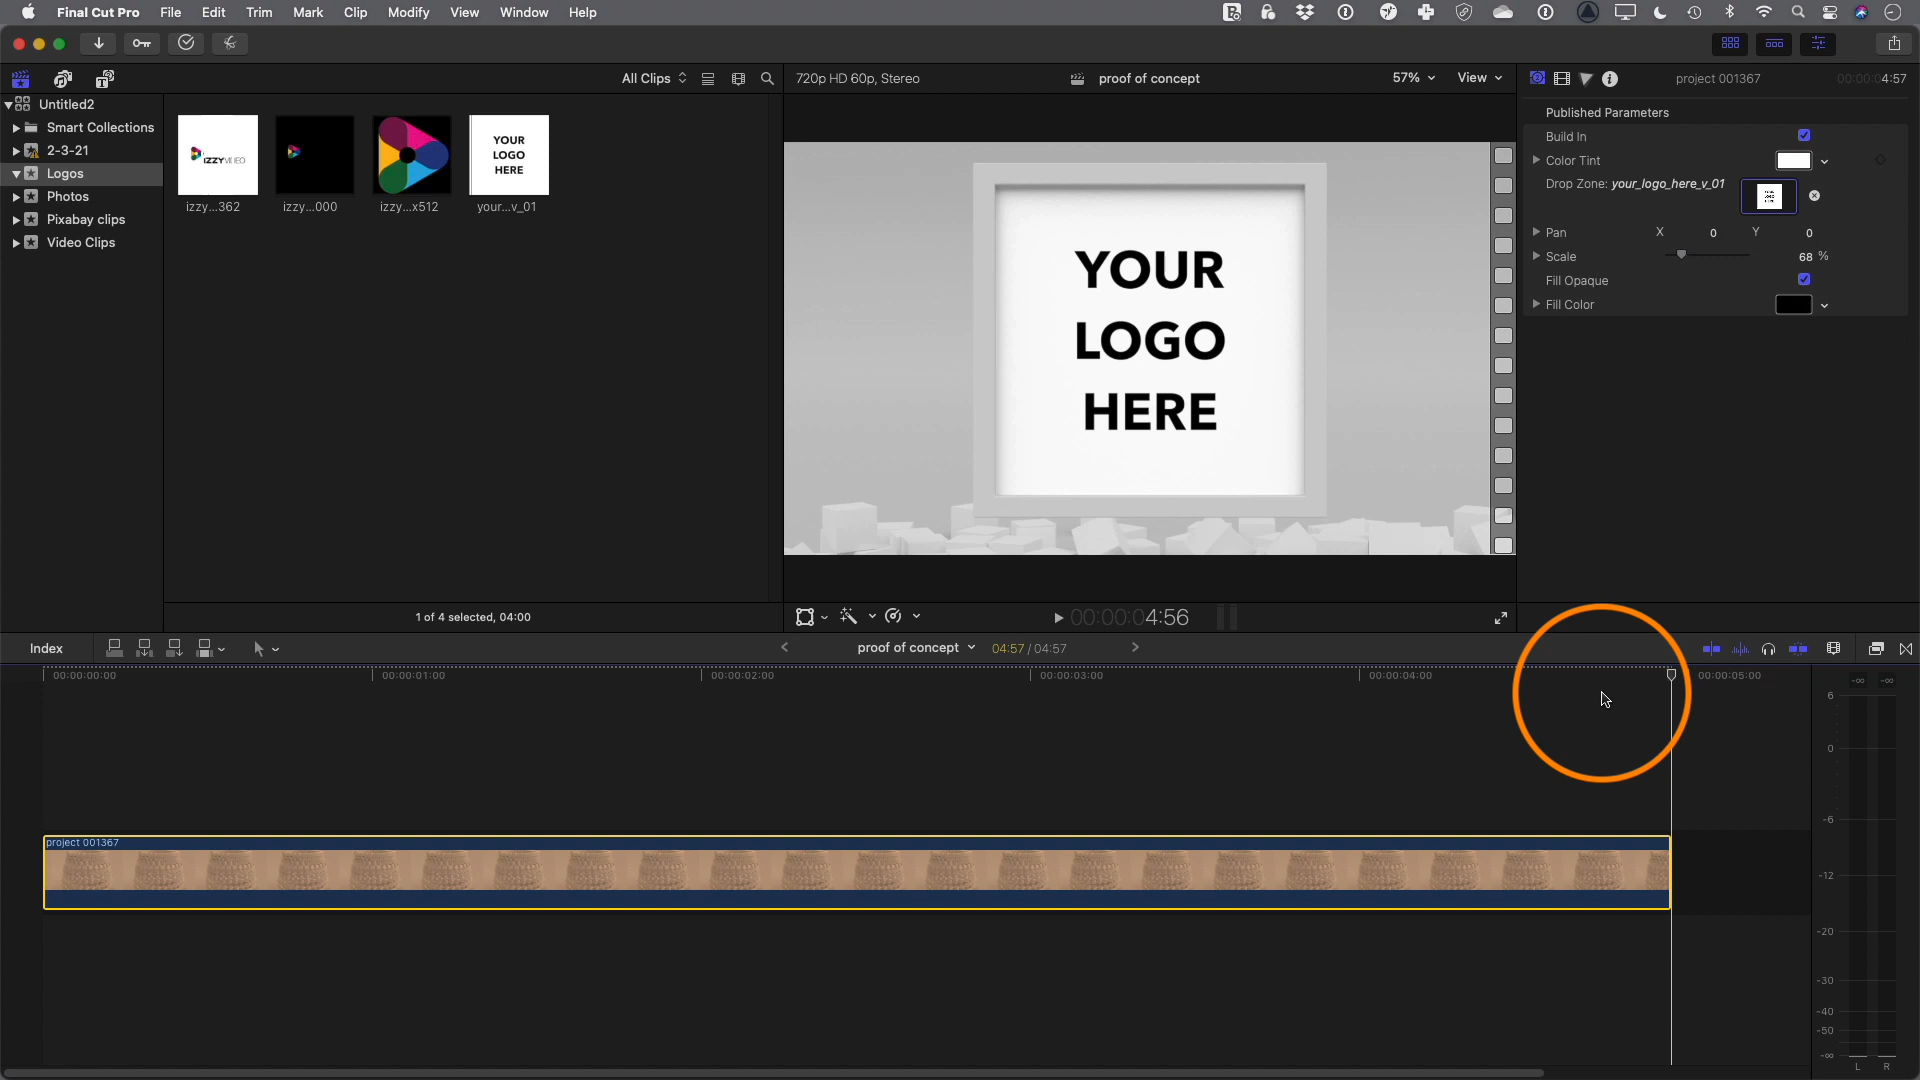 Final Cut Pro File Edit Trim Mark Clip Modify View Window Help
All Clips
720p HD 60p, Stereo
proof of concept
57%
View
project 001367
00:00:04:57
Untitled2
Smart Collections
2-3-21
Logos
Photos
Pixabay clips
Video Clips
IZZYVIDEO
YOUR
LOGO
HERE
izzy...362
izzy...000
izzy...x512
your...v_01
YOUR
LOGO
HERE
Published Parameters
Build In
Color Tint
Drop Zone: your_logo_here_v_01
Pan X 0 Y 0
Scale 68 %
Fill Opaque
Fill Color
1 of 4 selected, 04:00
00:00:04:56
Index
proof of concept
04:57 / 04:57
00:00:00:00
00:00:01:00
00:00:02:00
00:00:03:00
00:00:04:00
00:00:05:00
project 001367
-∞ -∞
6
0
-6
-12
-20
-30
-40
-50
-∞
L R